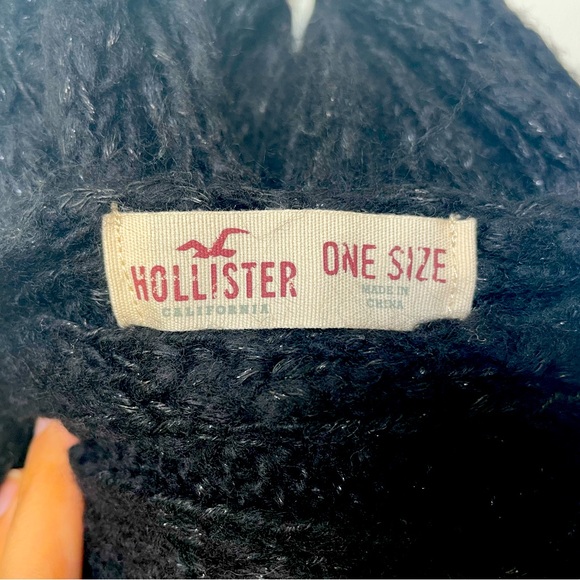 HOLLISTER
CALIFORNIA
ONE SIZE
MADE IN
CHINA